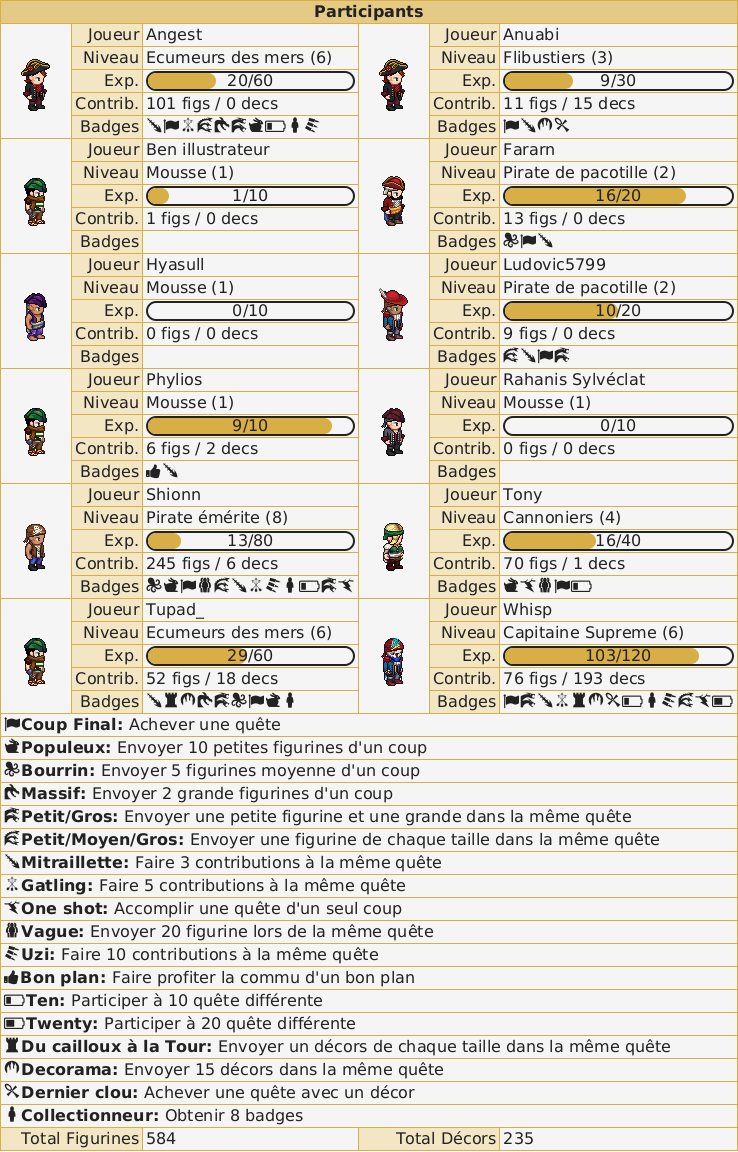 Participants
Joueur Angest
Niveau Ecumeurs des mers (6)
Exp. 20/60
Contrib. 101 figs / 0 decs
Badges
Joueur Anuabi
Niveau Flibustiers (3)
Exp. 9/30
Contrib. 11 figs / 15 decs
Badges
Joueur Ben illustrateur
Niveau Mousse (1)
Exp. 1/10
Contrib. 1 figs / 0 decs
Badges
Joueur Fararn
Niveau Pirate de pacotille (2)
Exp. 16/20
Contrib. 13 figs / 0 decs
Badges
Joueur Hyasull
Niveau Mousse (1)
Exp. 0/10
Contrib. 0 figs / 0 decs
Badges
Joueur Ludovic5799
Niveau Pirate de pacotille (2)
Exp. 10/20
Contrib. 9 figs / 0 decs
Badges
Joueur Phylios
Niveau Mousse (1)
Exp. 9/10
Contrib. 6 figs / 2 decs
Badges
Joueur Rahanis Sylvéclat
Niveau Mousse (1)
Exp. 0/10
Contrib. 0 figs / 0 decs
Badges
Joueur Shionn
Niveau Pirate émérite (8)
Exp. 13/80
Contrib. 245 figs / 6 decs
Badges
Joueur Tony
Niveau Cannoniers (4)
Exp. 16/40
Contrib. 70 figs / 1 decs
Badges
Joueur Tupad_
Niveau Ecumeurs des mers (6)
Exp. 29/60
Contrib. 52 figs / 18 decs
Badges
Joueur Whisp
Niveau Capitaine Supreme (6)
Exp. 103/120
Contrib. 76 figs / 193 decs
Badges
Coup Final: Achever une quête
Populeux: Envoyer 10 petites figurines d'un coup
Bourrin: Envoyer 5 figurines moyenne d'un coup
Massif: Envoyer 2 grande figurines d'un coup
Petit/Gros: Envoyer une petite figurine et une grande dans la même quête
Petit/Moyen/Gros: Envoyer une figurine de chaque taille dans la même quête
Mitraillette: Faire 3 contributions à la même quête
Gatling: Faire 5 contributions à la même quête
One shot: Accomplir une quête d'un seul coup
Vague: Envoyer 20 figurine lors de la même quête
Uzi: Faire 10 contributions à la même quête
Bon plan: Faire profiter la commu d'un bon plan
Ten: Participer à 10 quête différente
Twenty: Participer à 20 quête différente
Du cailloux à la Tour: Envoyer un décors de chaque taille dans la même quête
Decorama: Envoyer 15 décors dans la même quête
Dernier clou: Achever une quête avec un décor
Collectionneur: Obtenir 8 badges
Total Figurines 584 Total Décors 235